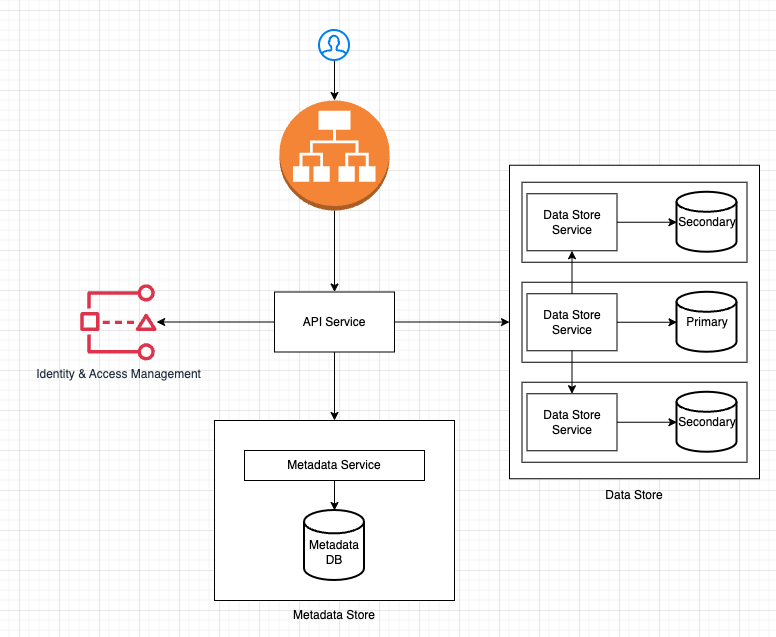 Data Store
Service
Secondary
Data Store
Service
Primary
API Service
Identity & Access Management
Data Store
Service
Secondary
Metadata Service
Data Store
Metadata
DB
Metadata Store